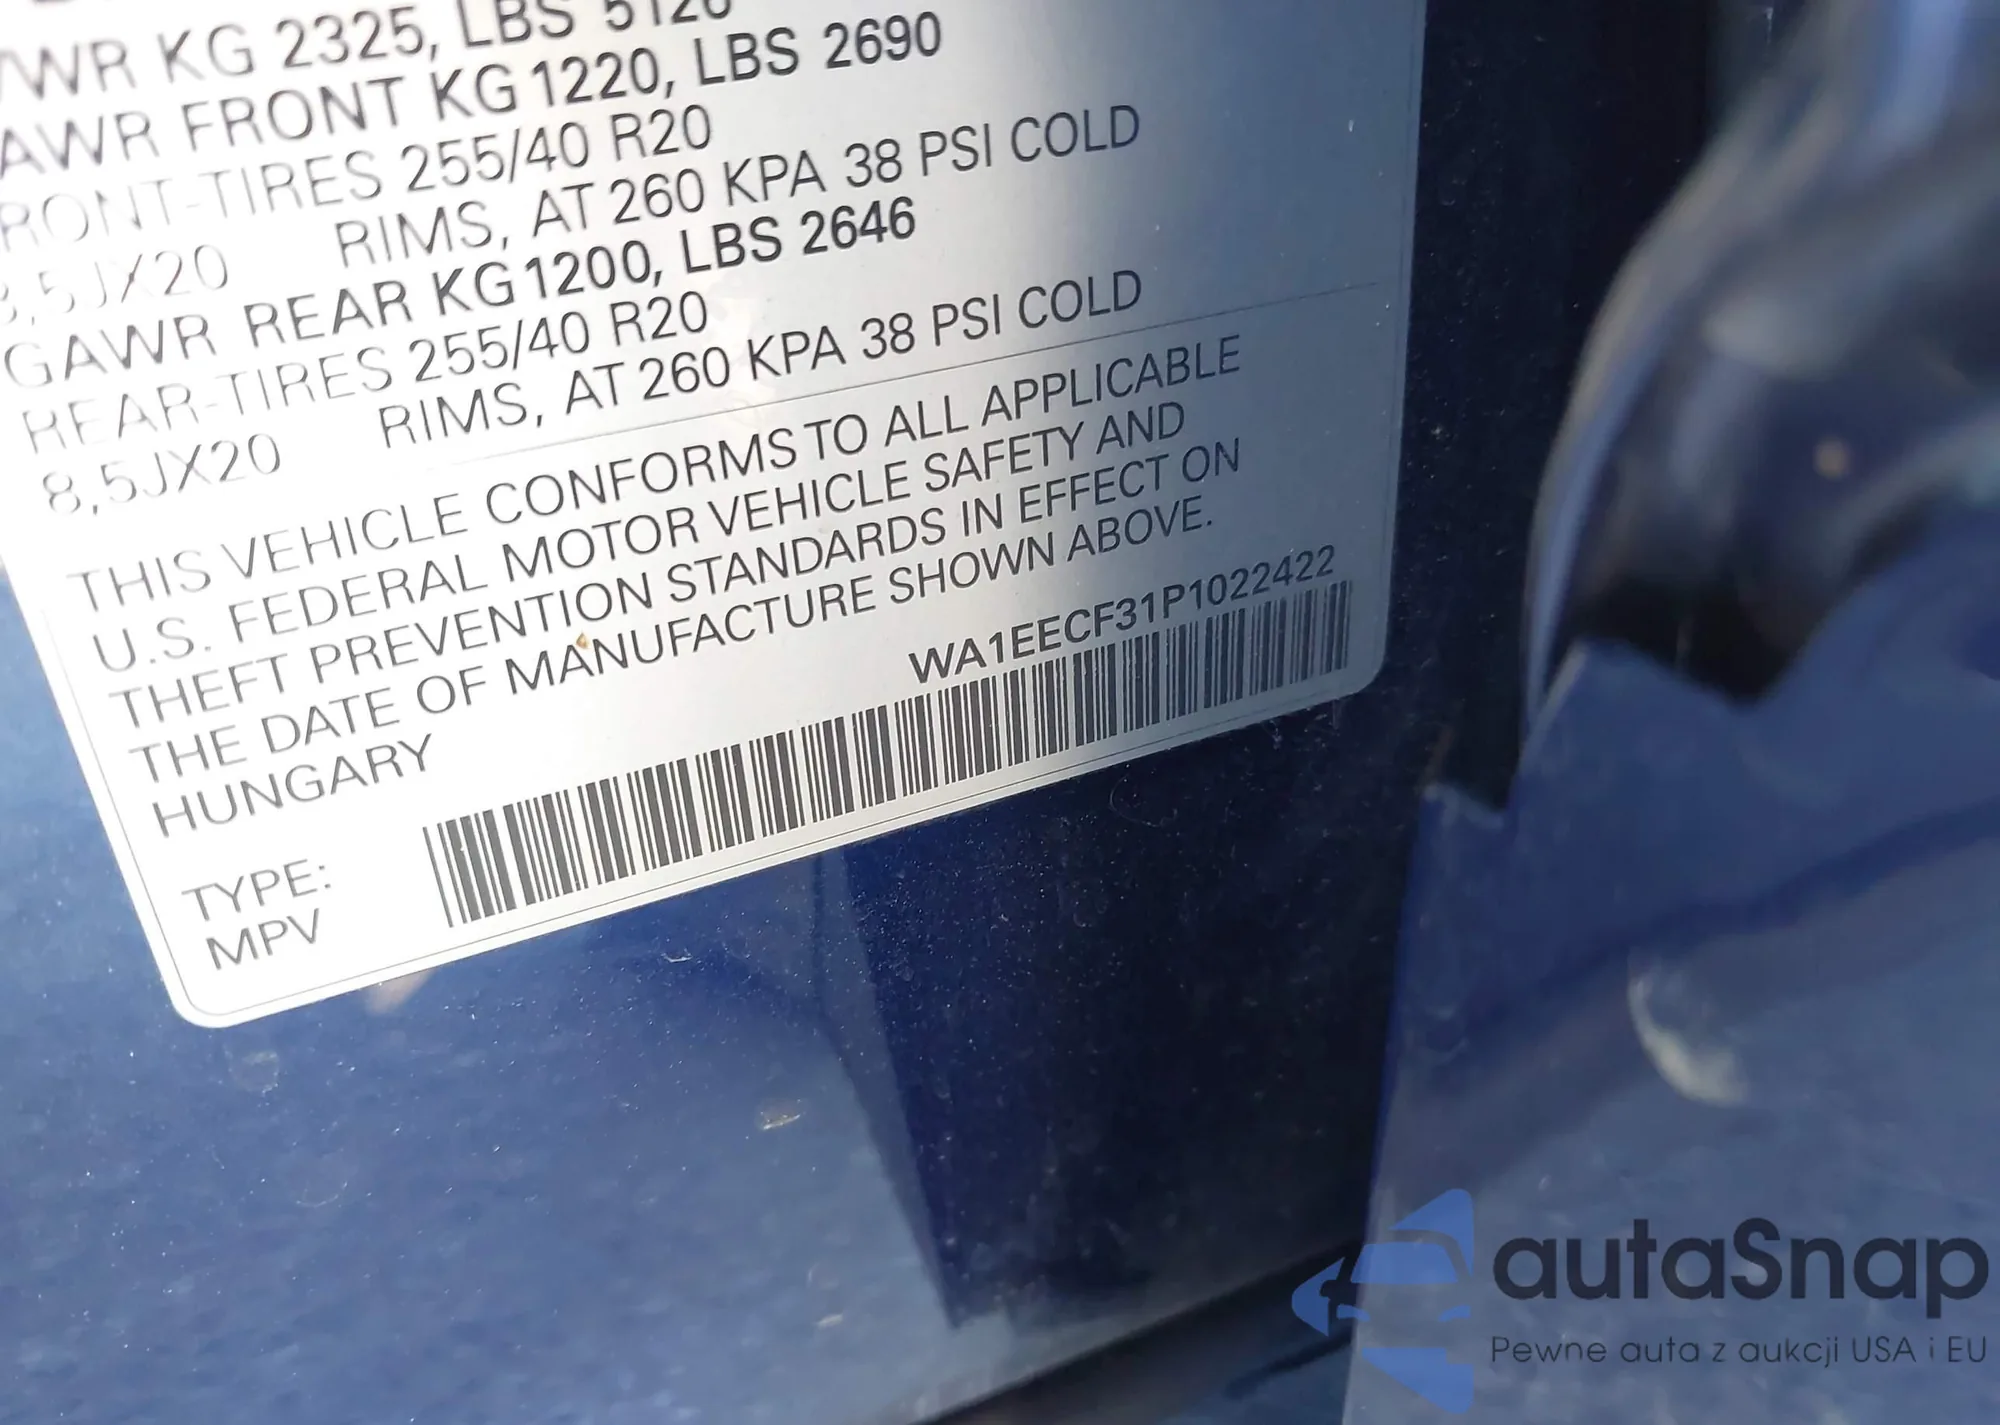 VWR KG 2325, LBS 5126
AWR FRONT KG 1220, LBS 2690
RONT-TIRES 255/40 R20
8,5JX20 RIMS, AT 260 KPA 38 PSI COLD
GAWR REAR KG 1200, LBS 2646
REAR-TIRES 255/40 R20
8,5JX20 RIMS, AT 260 KPA 38 PSI COLD
THIS VEHICLE CONFORMS TO ALL APPLICABLE
U.S. FEDERAL MOTOR VEHICLE SAFETY AND
THEFT PREVENTION STANDARDS IN EFFECT ON
THE DATE OF MANUFACTURE SHOWN ABOVE.
HUNGARY
WA1EECF31P1022422
TYPE:
MPV
autaSnap
Pewne auta z aukcji USA i EU